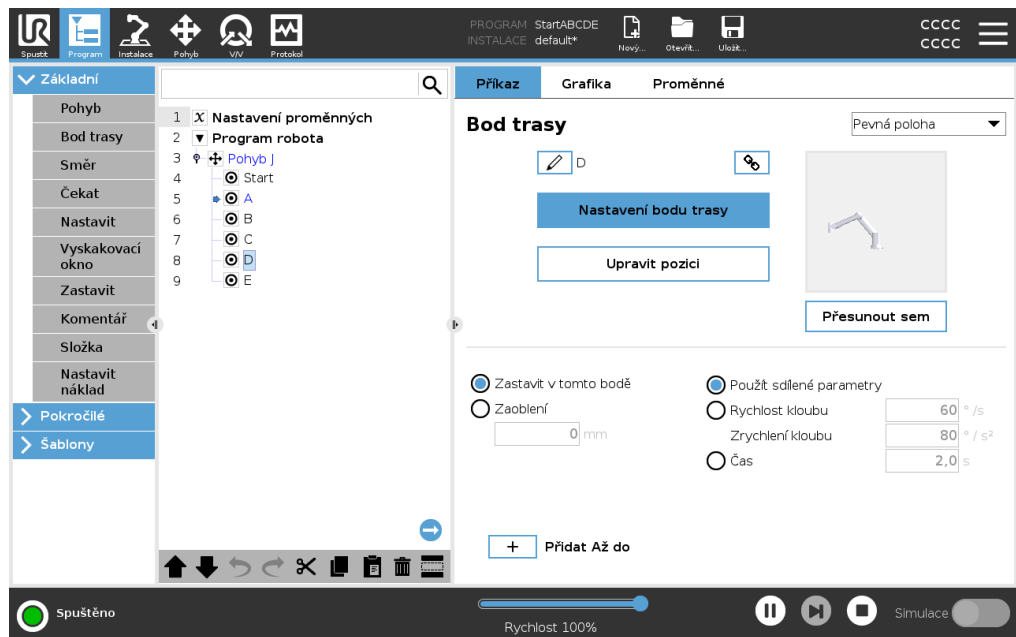 PROGRAM StartABCDE
INSTALACE default*
CCCC
CCCC
Spustit Program Instalace Pohyb V/V Protokol Nový... Otevřít... Uložit...
Základní
Pohyb
Bod trasy
Směr
Čekat
Nastavit
Vyskakovací
okno
Zastavit
Komentář
Složka
Nastavit
náklad
Pokročilé
Šablony
1 X Nastavení proměnných
2 Program robota
3 Pohyb J
4 Start
5 A
6 B
7 C
8 D
9 E
Příkaz Grafika Proměnné
Bod trasy
Pevná poloha
D
Nastavení bodu trasy
Upravit pozici
Přesunout sem
Zastavit v tomto bodě
Zaoblení
0 mm
Použít sdílené parametry
Rychlost kloubu 60 ° /s
Zrychlení kloubu 80 ° / s²
Čas 2,0 s
+ Přidat Až do
Spuštěno
Rychlost 100%
Simulace